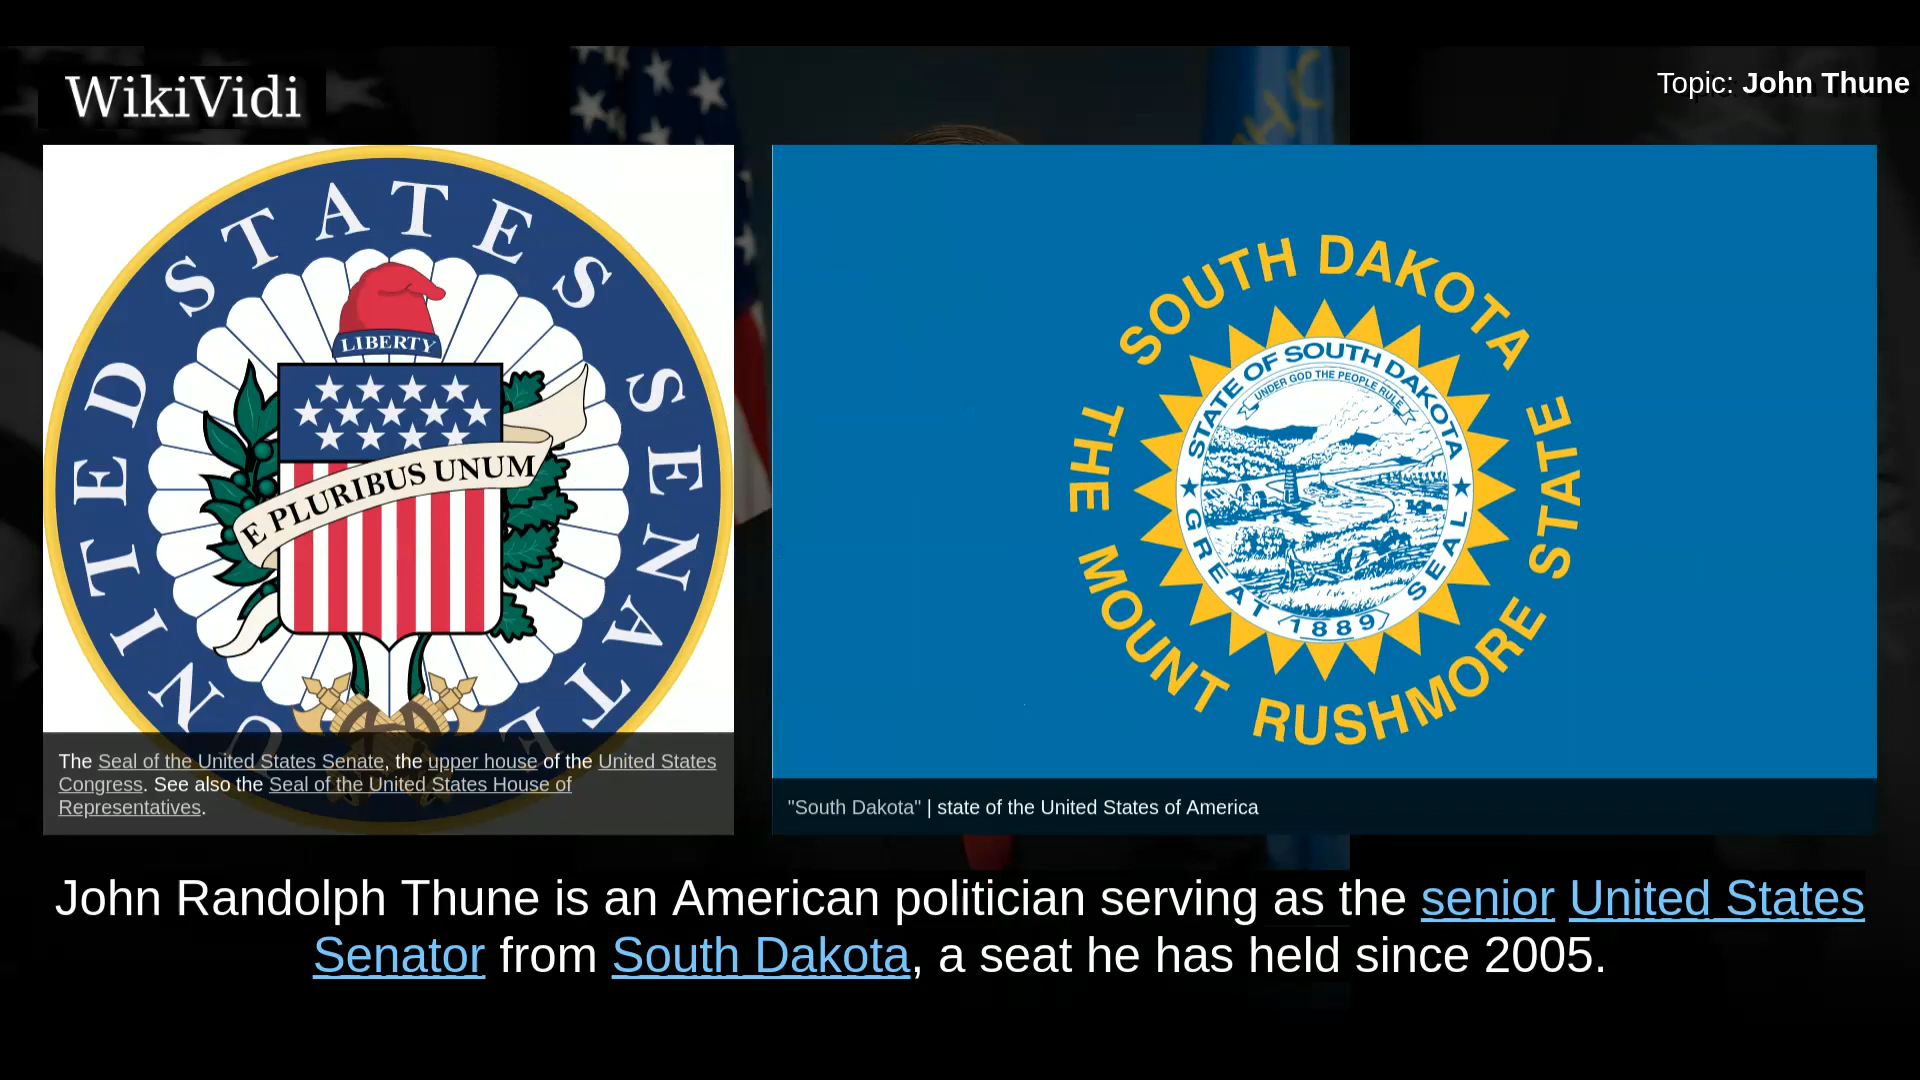 WikiVidi
Topic: John Thune
UNITED STATES SENATE
LIBERTY
E PLURIBUS UNUM
The Seal of the United States Senate, the upper house of the United States
Congress. See also the Seal of the United States House of
Representatives.
SOUTH DAKOTA
THE MOUNT RUSHMORE STATE
STATE OF SOUTH DAKOTA
UNDER GOD THE PEOPLE RULE
GREAT SEAL
1889
"South Dakota" | state of the United States of America
John Randolph Thune is an American politician serving as the senior United States
Senator from South Dakota, a seat he has held since 2005.